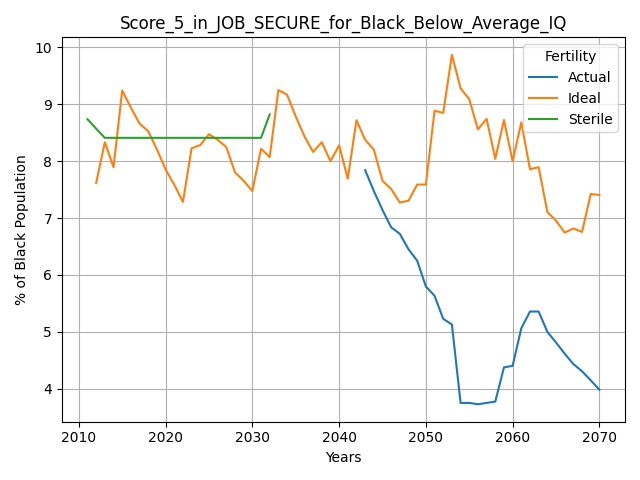 Score_5_in_JOB_SECURE_for_Black_Below_Average_IQ
Fertility
Actual
Ideal
Sterile
% of Black Population
10
9
8
7
6
5
4
2010 2020 2030 2040 2050 2060 2070
Years